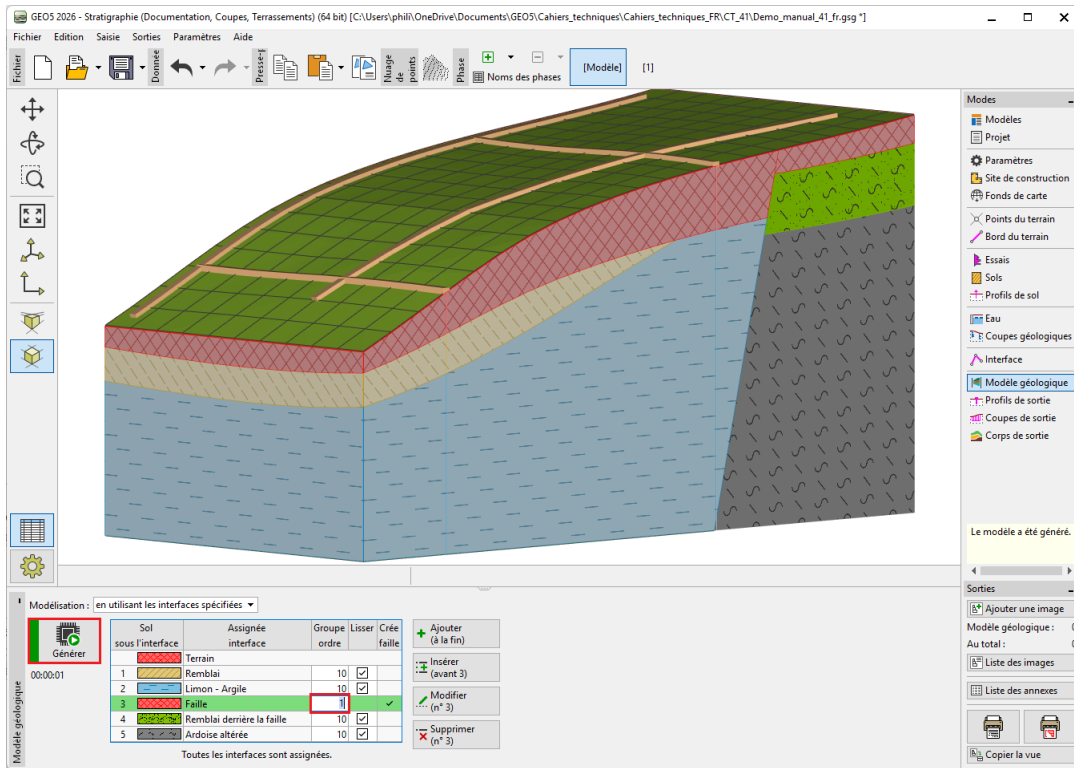 GEO5 2026 - Stratigraphie (Documentation, Coupes, Terrassements) (64 bit) [C:\Users\phili\OneDrive\Documents\GEO5\Cahiers_techniques\Cahiers_techniques_FR\CT_41\Demo_manual_41_fr.gsg *]
Fichier Edition Saisie Sorties Paramètres Aide
Fichier
Donnée
Presse-p
Nuage de points
Phase
Noms des phases
[Modèle]
[1]
Modes
Modèles
Projet
Paramètres
Site de construction
Fonds de carte
Points du terrain
Bord du terrain
Essais
Sols
Profils de sol
Eau
Coupes géologiques
Interface
Modèle géologique
Profils de sortie
Coupes de sortie
Corps de sortie
Le modèle a été généré.
Sorties
Ajouter une image
Modèle géologique :
Au total :
Liste des images
Liste des annexes
Copier la vue
Modèle géologique
Modélisation : en utilisant les interfaces spécifiées
Générer
00:00:01
Sol Assignée Groupe Lisser Crée
sous l'interface interface ordre faille
Terrain
1 Remblai 10
2 Limon - Argile 10
3 Faille 1
4 Remblai derrière la faille 10
5 Ardoise altérée 10
Toutes les interfaces sont assignées.
Ajouter
(à la fin)
Insérer
(avant 3)
Modifier
(n° 3)
Supprimer
(n° 3)